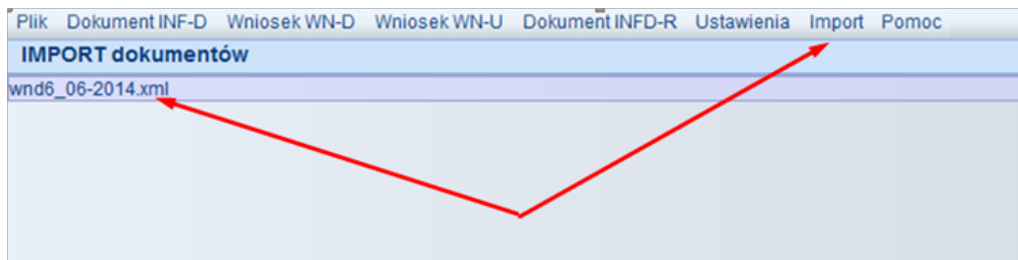 Plik Dokument INF-D Wniosek WN-D Wniosek WN-U Dokument INFD-R Ustawienia Import Pomoc
IMPORT dokumentów
wnd6_06-2014.xml